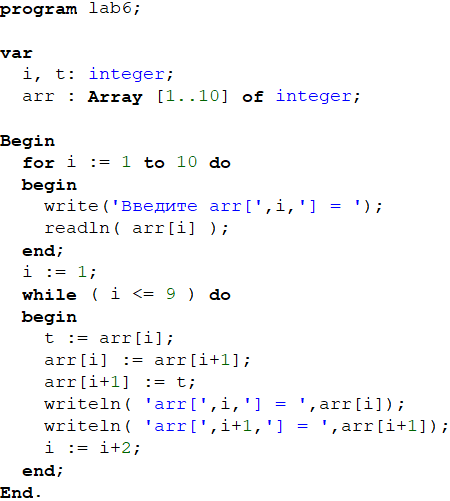 program lab6;
var
i, t: integer;
arr : Array [1..10] of integer;
Begin
for i := 1 to 10 do
begin
write('Введите arr[',i,'] = ');
readln( arr[i] );
end;
i := 1;
while ( i <= 9 ) do
begin
t := arr[i];
arr[i] := arr[i+1];
arr[i+1] := t;
writeln( 'arr[',i,'] = ',arr[i]);
writeln( 'arr[',i+1,'] = ',arr[i+1]);
i := i+2;
end;
End.